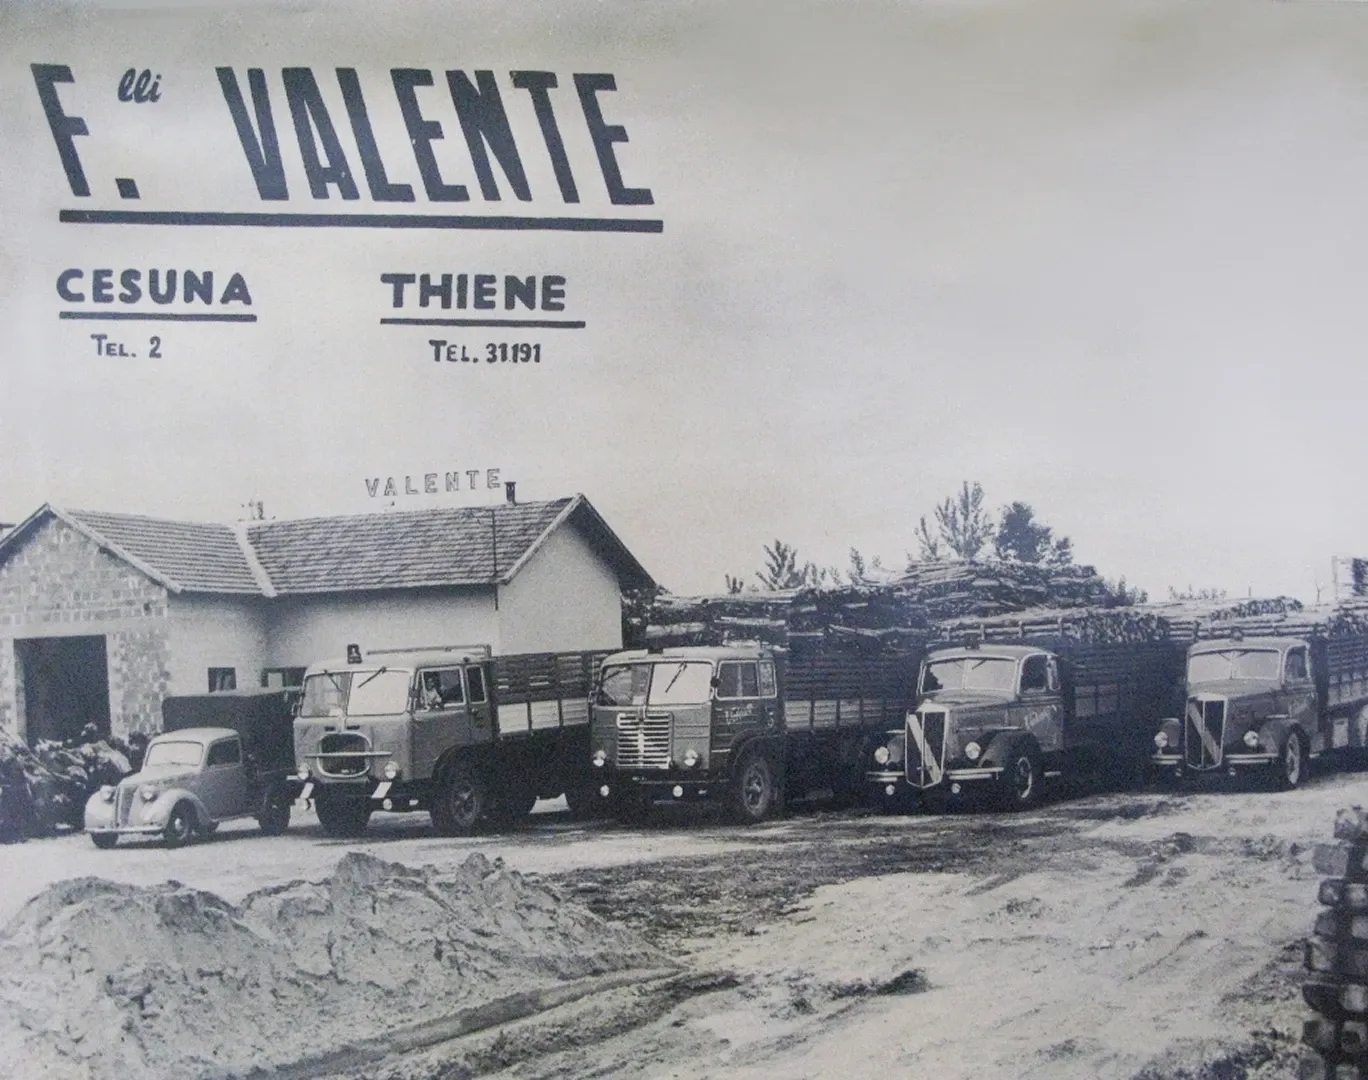 F.lli VALENTE
CESUNA THIENE
TEL. 2 TEL. 31191
VALENTE